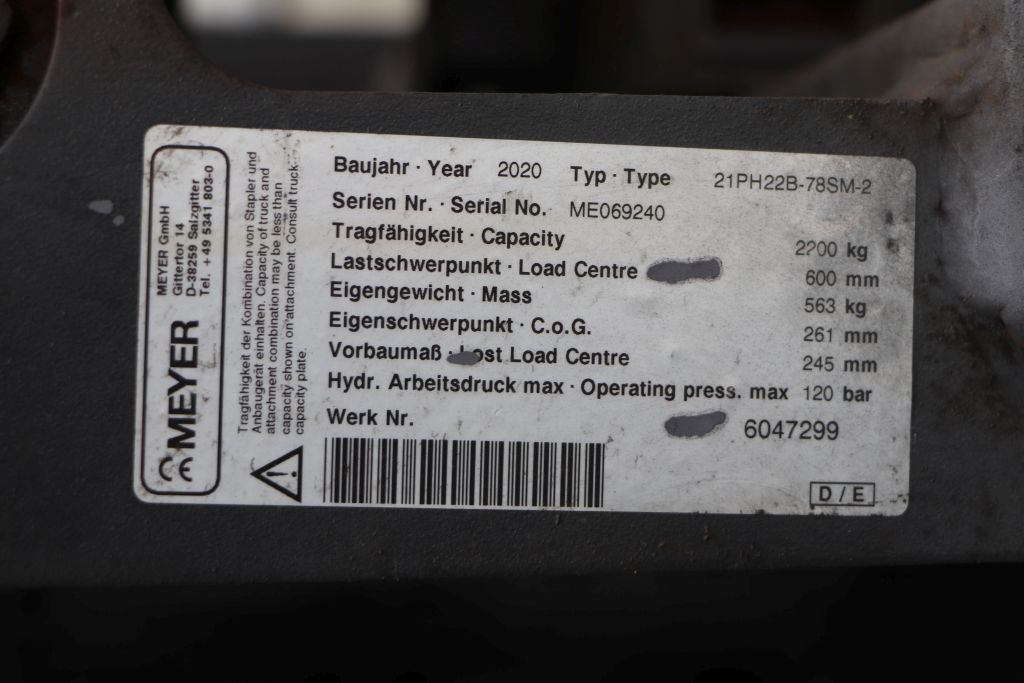 MEYER GmbH
Gittertor 14
D-38259 Salzgitter
Tel. + 49 5341 803-0
MEYER
CE
Tragfähigkeit der Kombination von Stapler und
Anbaugerät einhalten. Capacity of truck and
attachment combination may be less than
capacity shown on attachment. Consult truck
capacity plate.
Baujahr · Year 2020 Typ · Type 21PH22B-78SM-2
Serien Nr. · Serial No. ME069240
Tragfähigkeit · Capacity 2200 kg
Lastschwerpunkt · Load Centre 600 mm
Eigengewicht · Mass 563 kg
Eigenschwerpunkt · C.o.G. 261 mm
Vorbaumaß · Lost Load Centre 245 mm
Hydr. Arbeitsdruck max · Operating press. max 120 bar
Werk Nr. 6047299
D / E